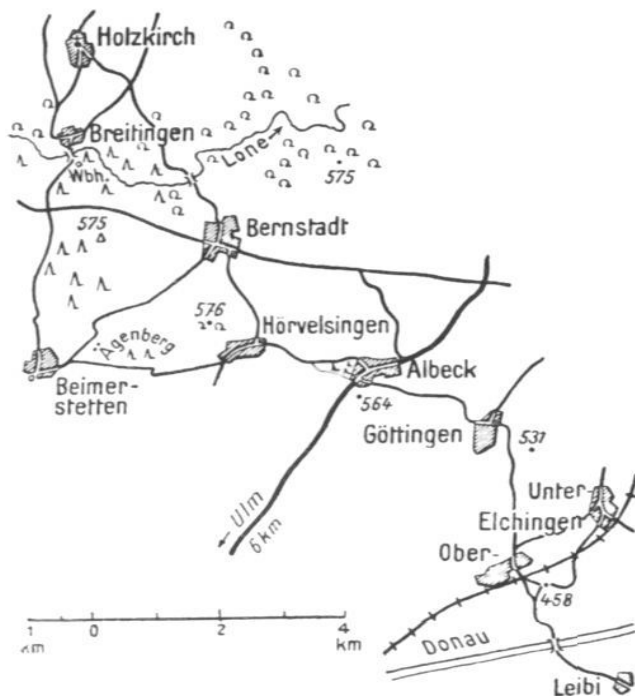 Holzkirch
Breitingen
Wbh.
Lone
575
575
Bernstadt
576
Hörvelsingen
Ägenberg
Beimer-
stetten
Albeck
564
Göttingen
531
Ulm
6 km
Unter-
Elchingen
Ober-
458
Donau
Leibi
1 0 2 4
km km